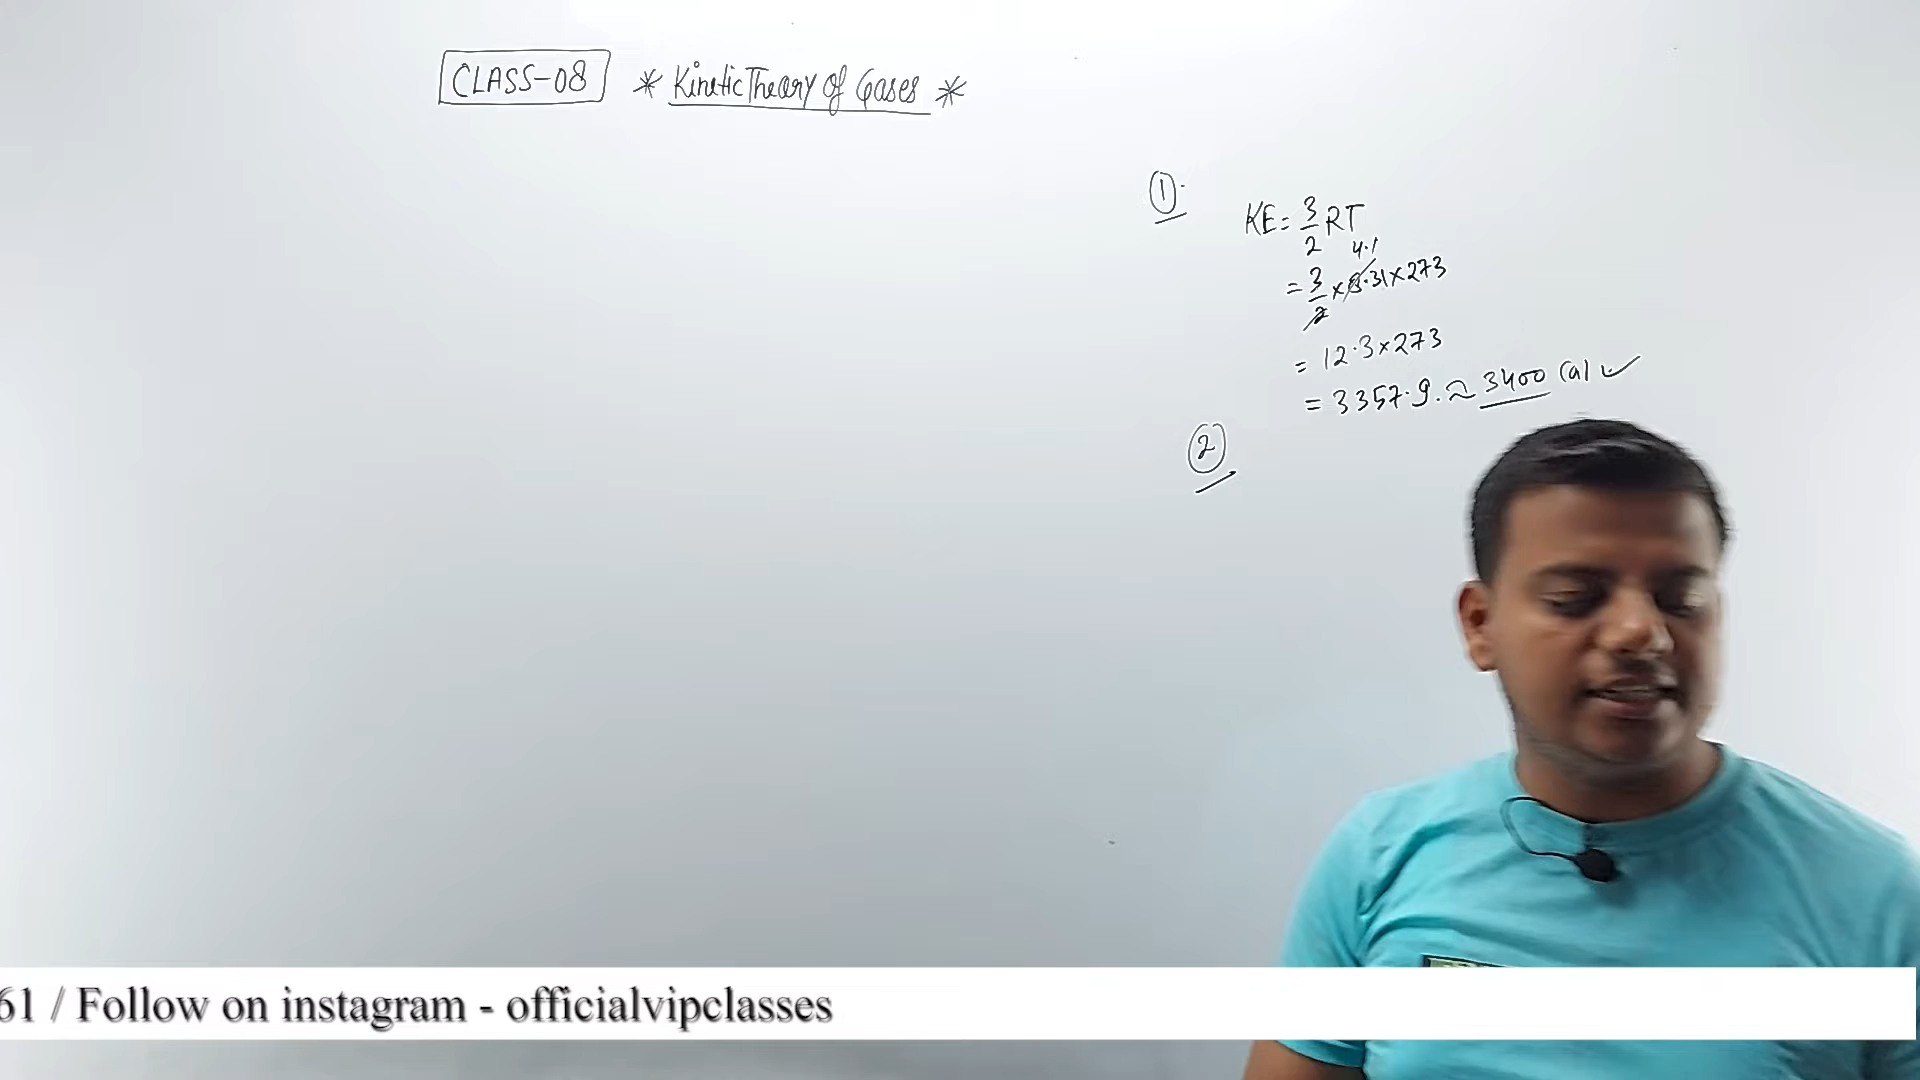 CLASS-08 * Kinetic Theory of Gases *
①.
KE = 3/2 RT
4.1
= 3/2 × 8.31 × 273
= 12.3 × 273
= 3357.9. ≈ 3400 (a) ✓
②
61 / Follow on instagram - officialvipclasses